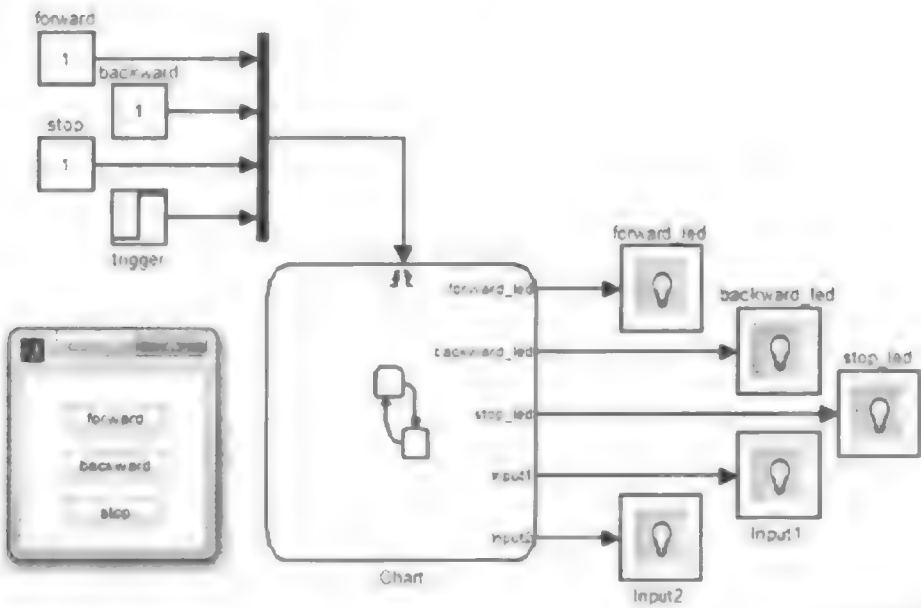 forward
1
backward
1
stop
1
trigger
forward_led
backward_led
stop_led
Input1
Input2
Chart
forward_led
backward_led
stop_led
Input1
Input2
forward
backward
stop